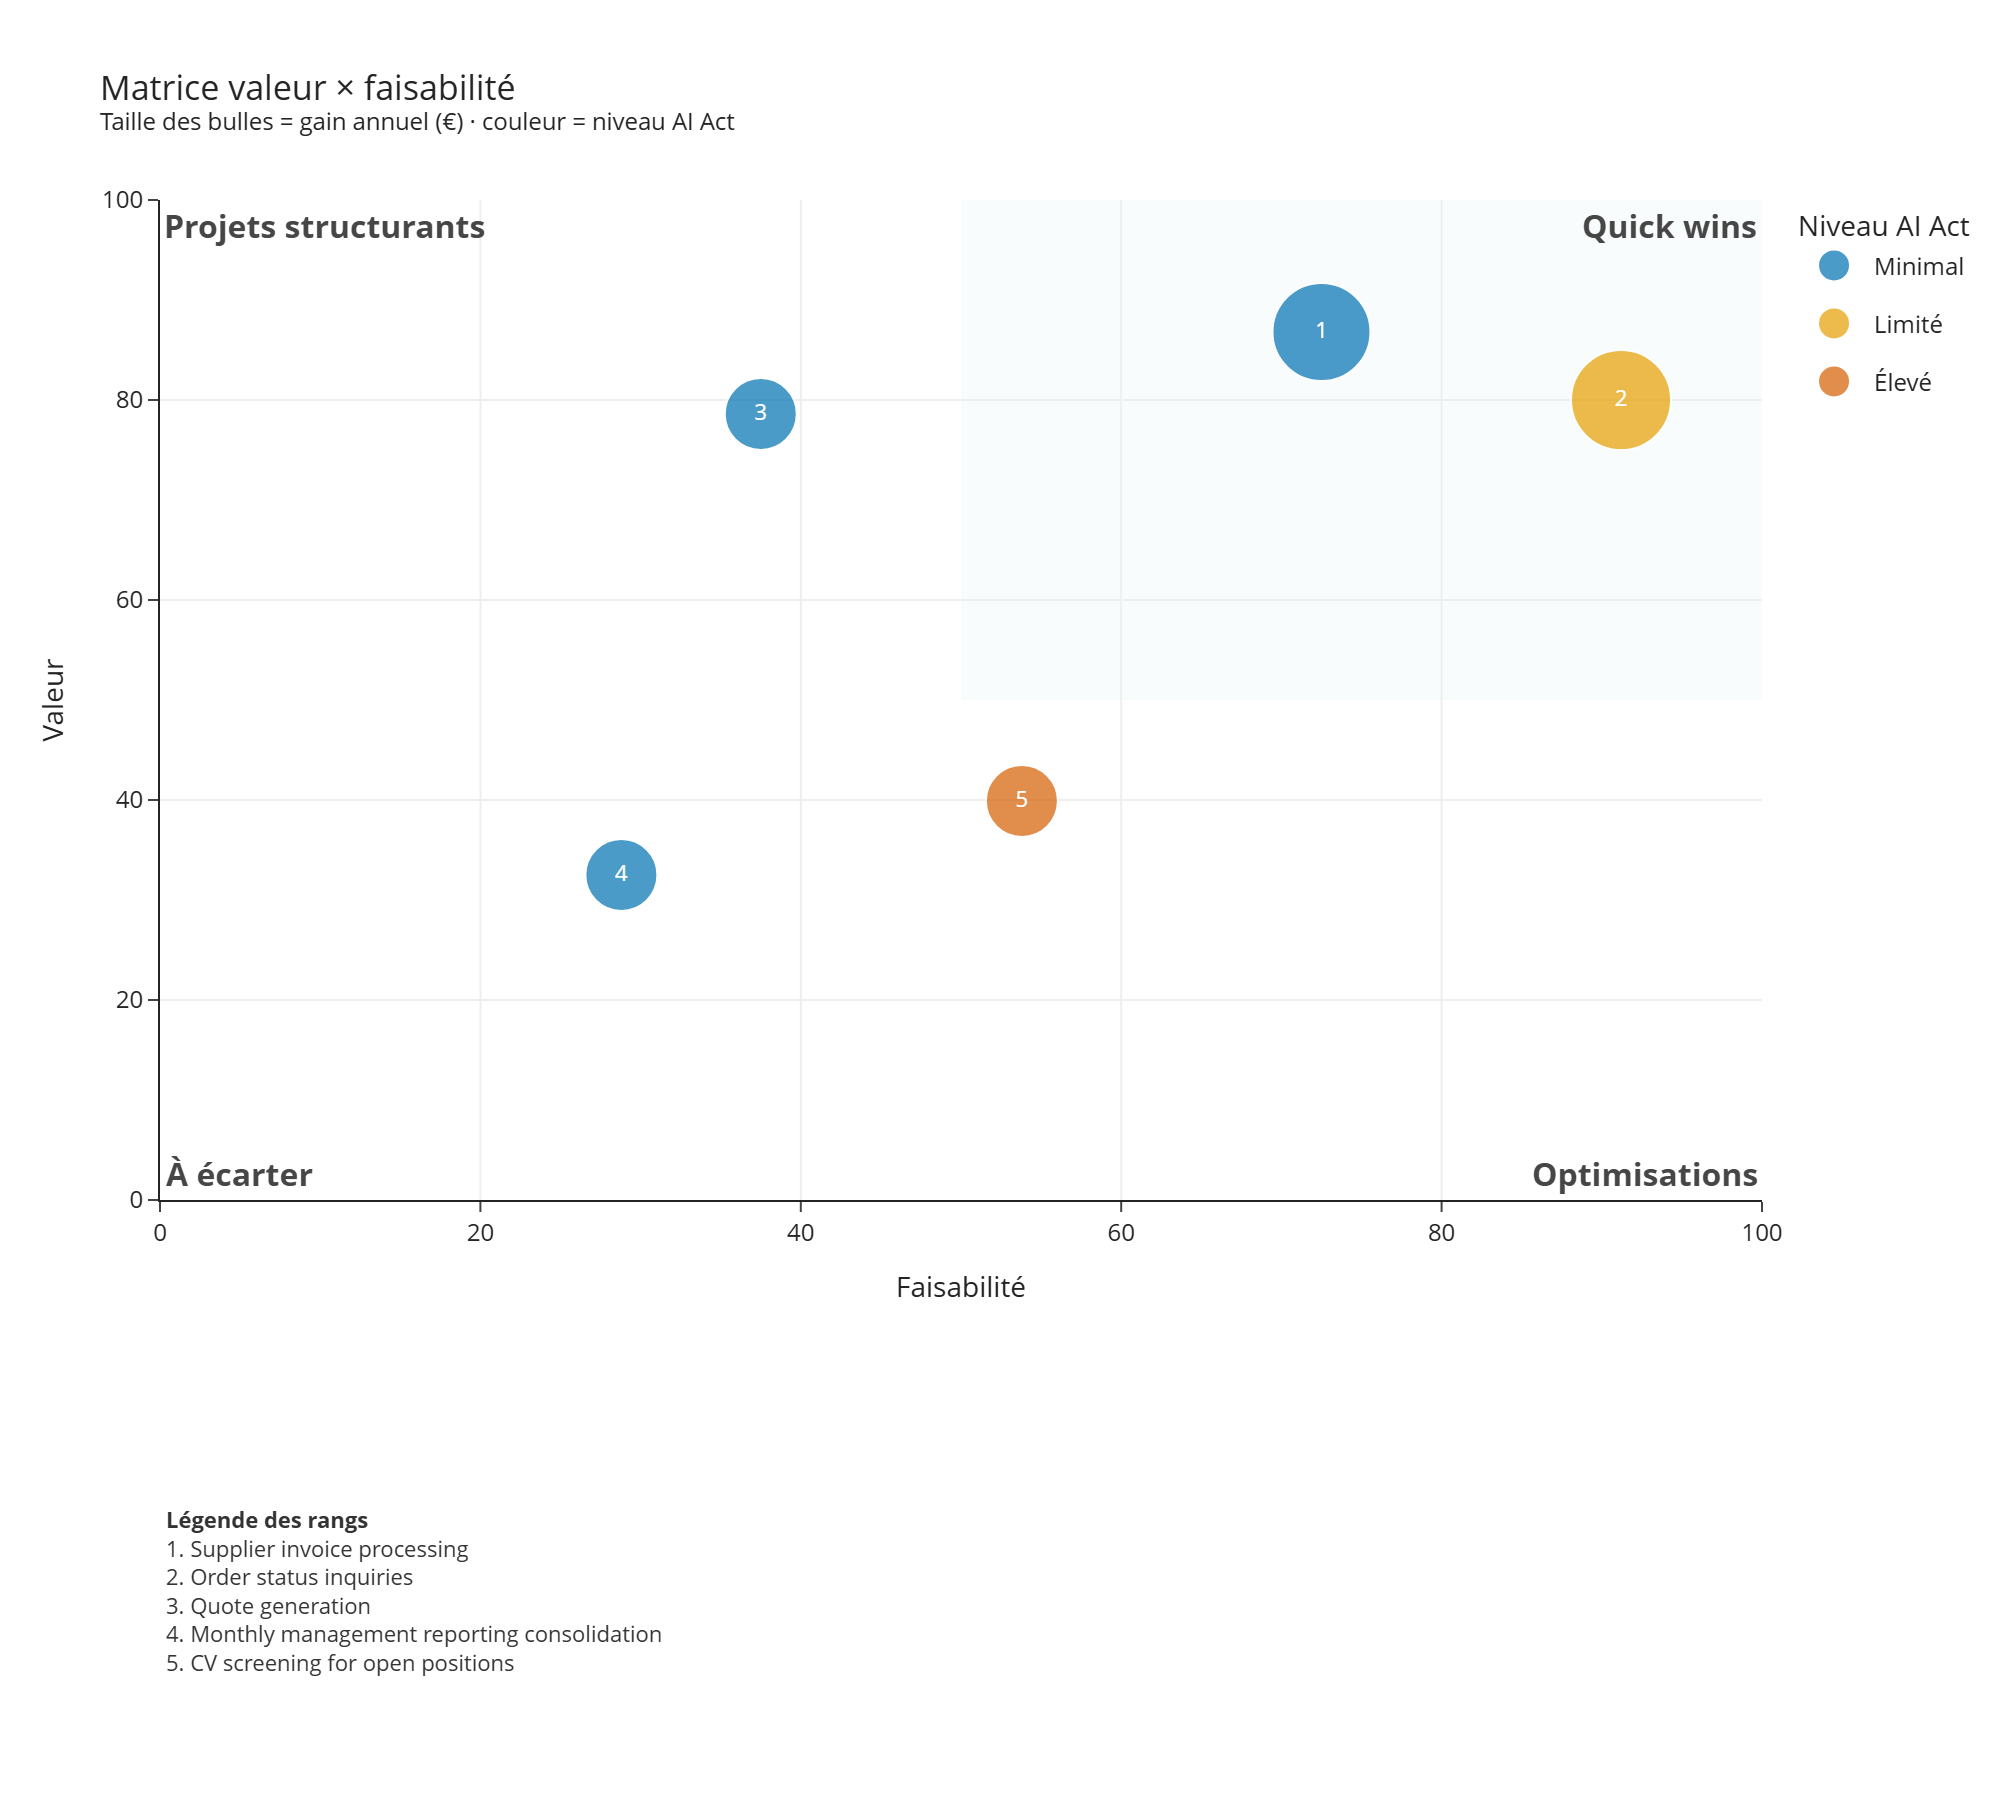 Matrice valeur × faisabilité
Taille des bulles = gain annuel (€) · couleur = niveau AI Act
Projets structurants
Quick wins
Niveau AI Act
Minimal
Limité
Élevé
100
80
60
40
20
0
Valeur
1
2
3
5
4
À écarter
Optimisations
0
20
40
60
80
100
Faisabilité
Légende des rangs
1. Supplier invoice processing
2. Order status inquiries
3. Quote generation
4. Monthly management reporting consolidation
5. CV screening for open positions